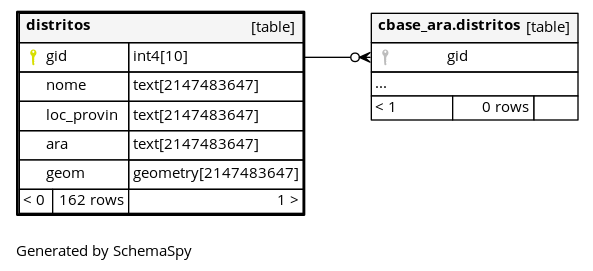 distritos [table]
gid int4[10]
nome text[2147483647]
loc_provin text[2147483647]
ara text[2147483647]
geom geometry[2147483647]
< 0 162 rows 1 >
cbase_ara.distritos [table]
gid
...
< 1 0 rows
Generated by SchemaSpy